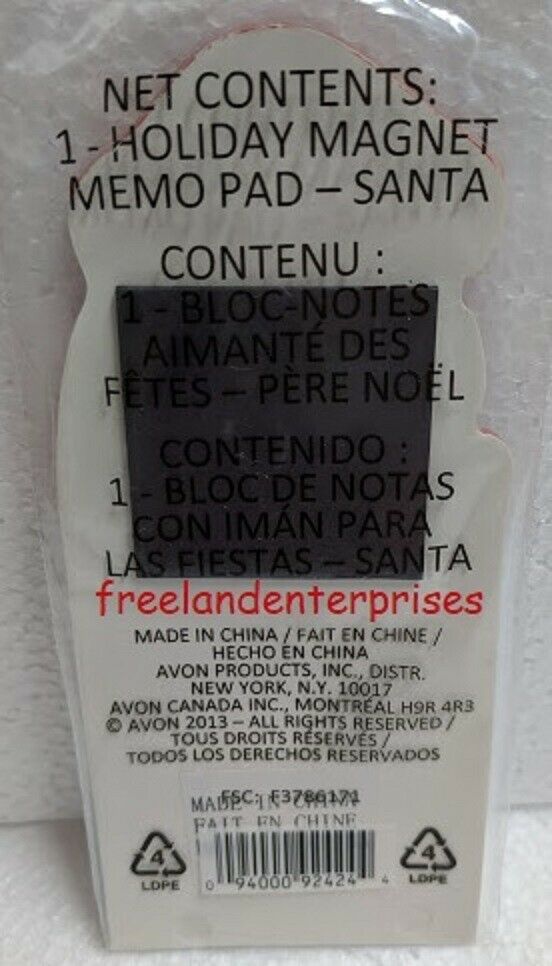 NET CONTENTS:
1 - HOLIDAY MAGNET
MEMO PAD – SANTA
CONTENU :
1 - BLOC-NOTES
AIMANTÉ DES
FÊTES – PÈRE NOËL
CONTENIDO :
1 - BLOC DE NOTAS
CON IMÁN PARA
LAS FIESTAS – SANTA
freelandenterprises
MADE IN CHINA / FAIT EN CHINE /
HECHO EN CHINA
AVON PRODUCTS, INC., DISTR.
NEW YORK, N.Y. 10017
AVON CANADA INC., MONTRÉAL H9R 4R3
© AVON 2013 – ALL RIGHTS RESERVED /
TOUS DROITS RÉSERVÉS /
TODOS LOS DERECHOS RESERVADOS
FSC: F3786171
MADE IN CHINA
FAIT EN CHINE
0 94000 92424 4
4
LDPE
4
LDPE